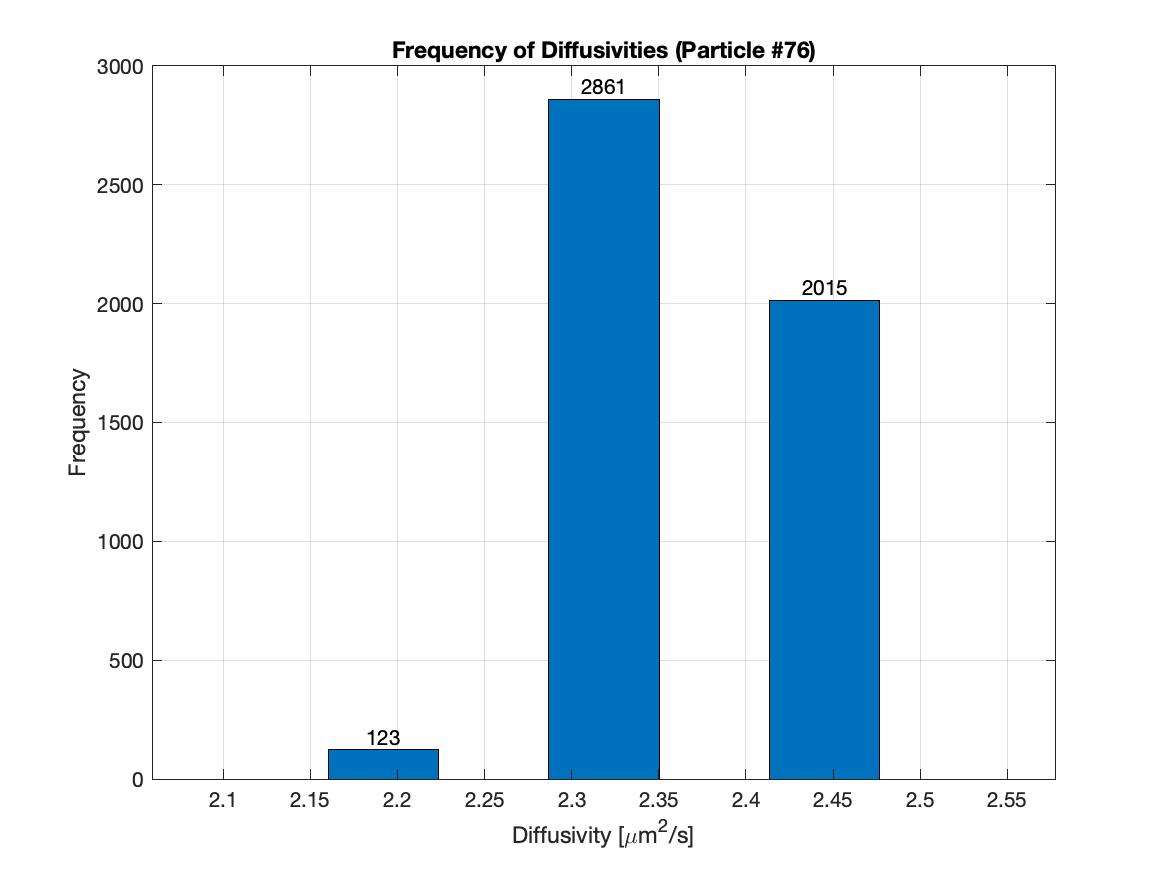 Frequency of Diffusivities (Particle #76)
3000
2500
2000
1500
1000
500
0
Frequency
2861
2015
123
2.1 2.15 2.2 2.25 2.3 2.35 2.4 2.45 2.5 2.55
Diffusivity [μm²/s]